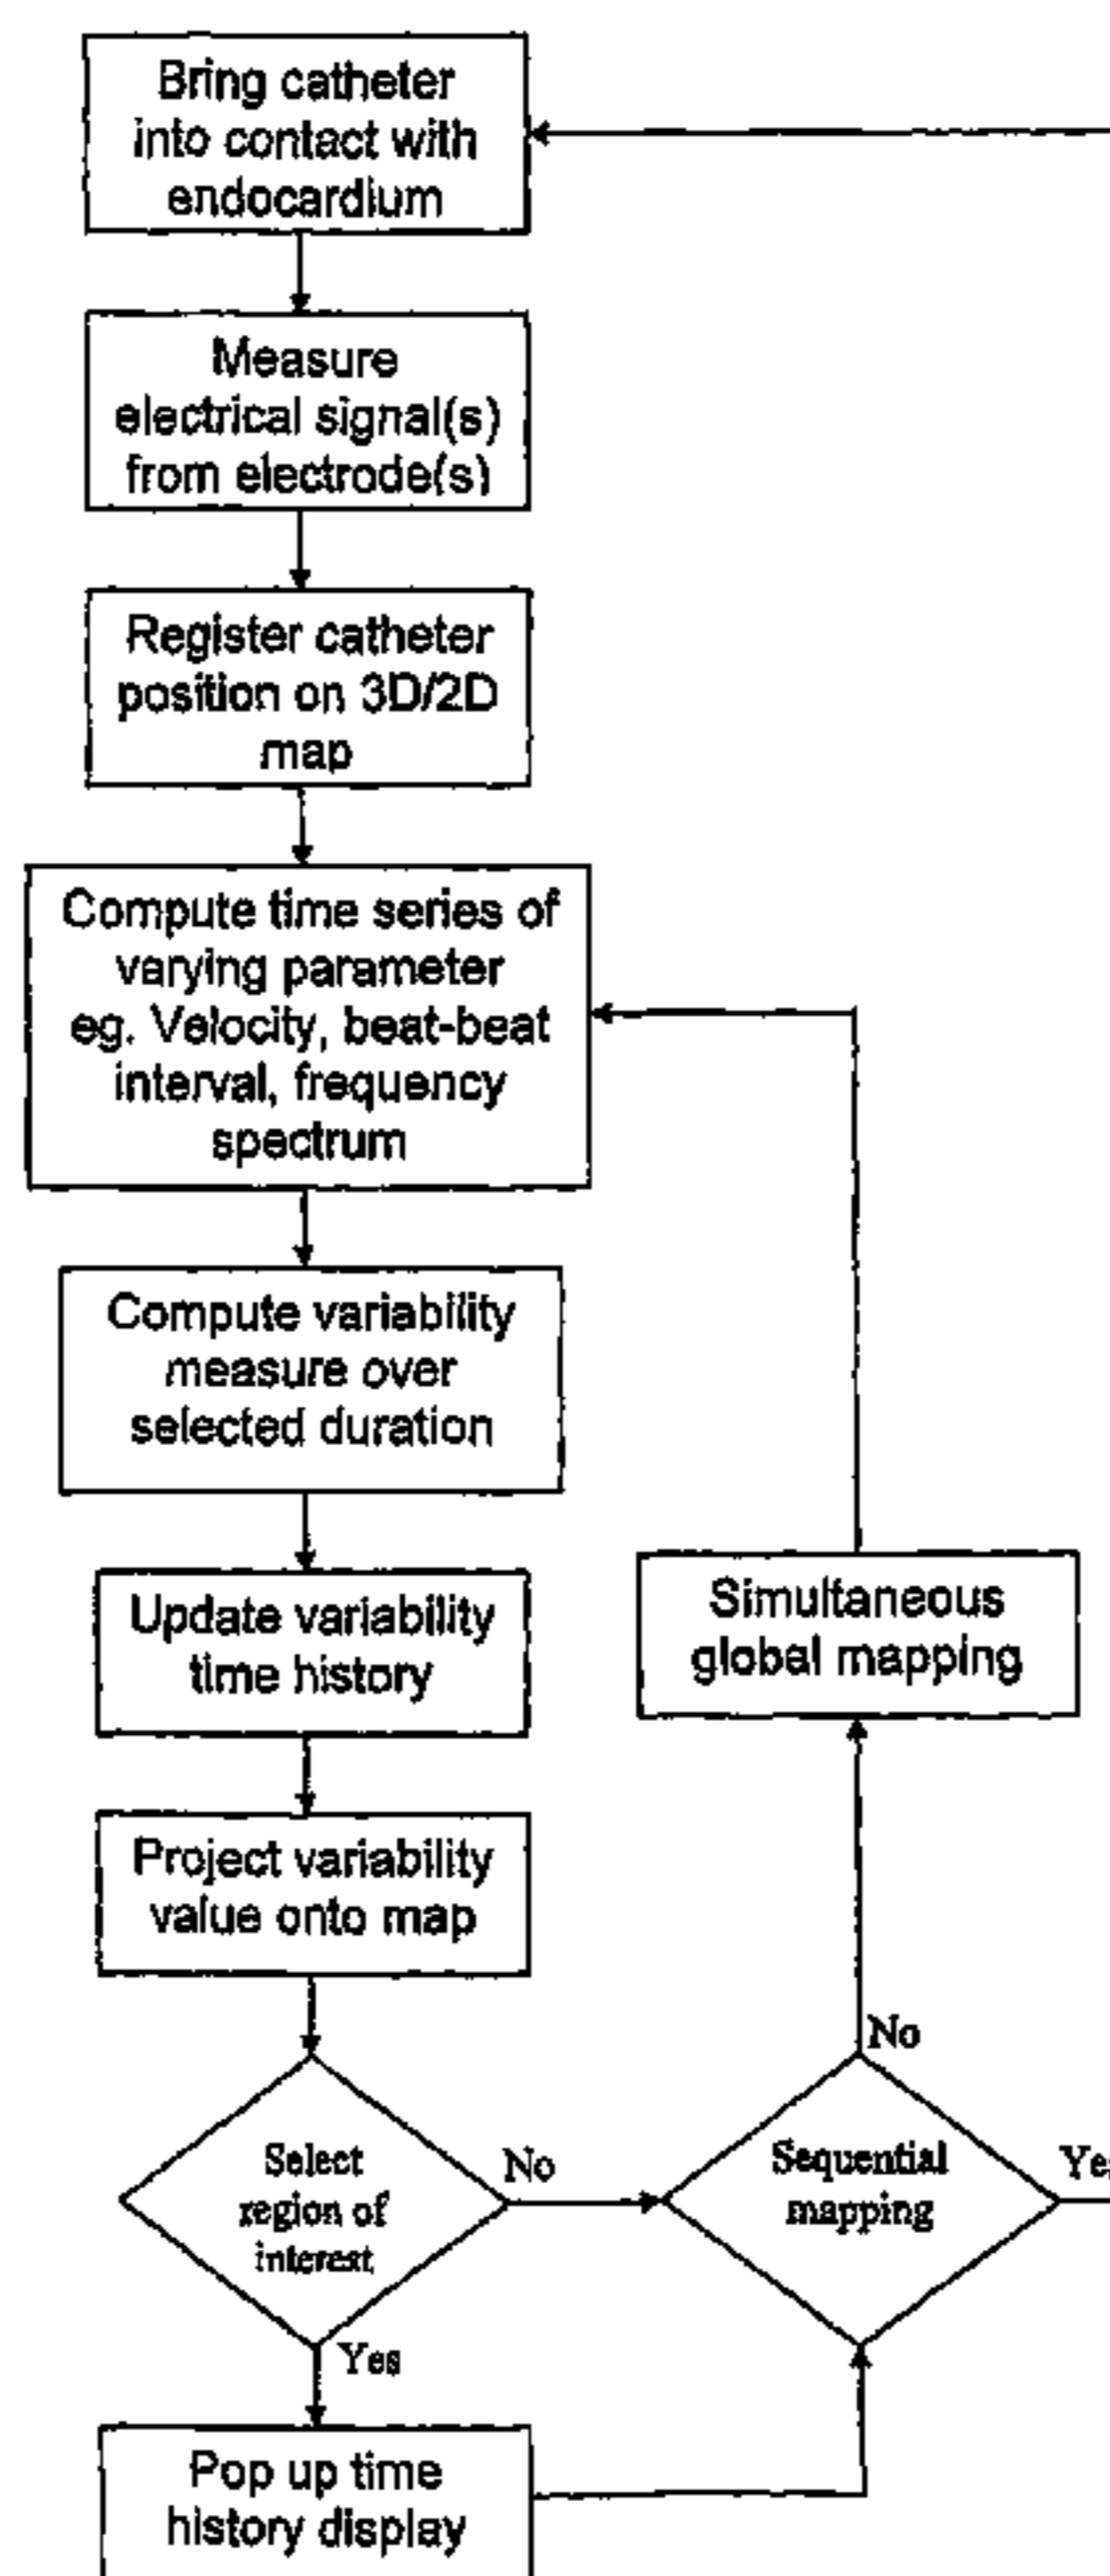 Bring catheter
into contact with
endocardium
Measure
electrical signal(s)
from electrode(s)
Register catheter
position on 3D/2D
map
Compute time series of
varying parameter
eg. Velocity, beat-beat
interval, frequency
spectrum
Compute variability
measure over
selected duration
Update variability
time history
Simultaneous
global mapping
Project variability
value onto map
No
Select
region of
interest
No
Sequential
mapping
Yes
Pop up time
history display